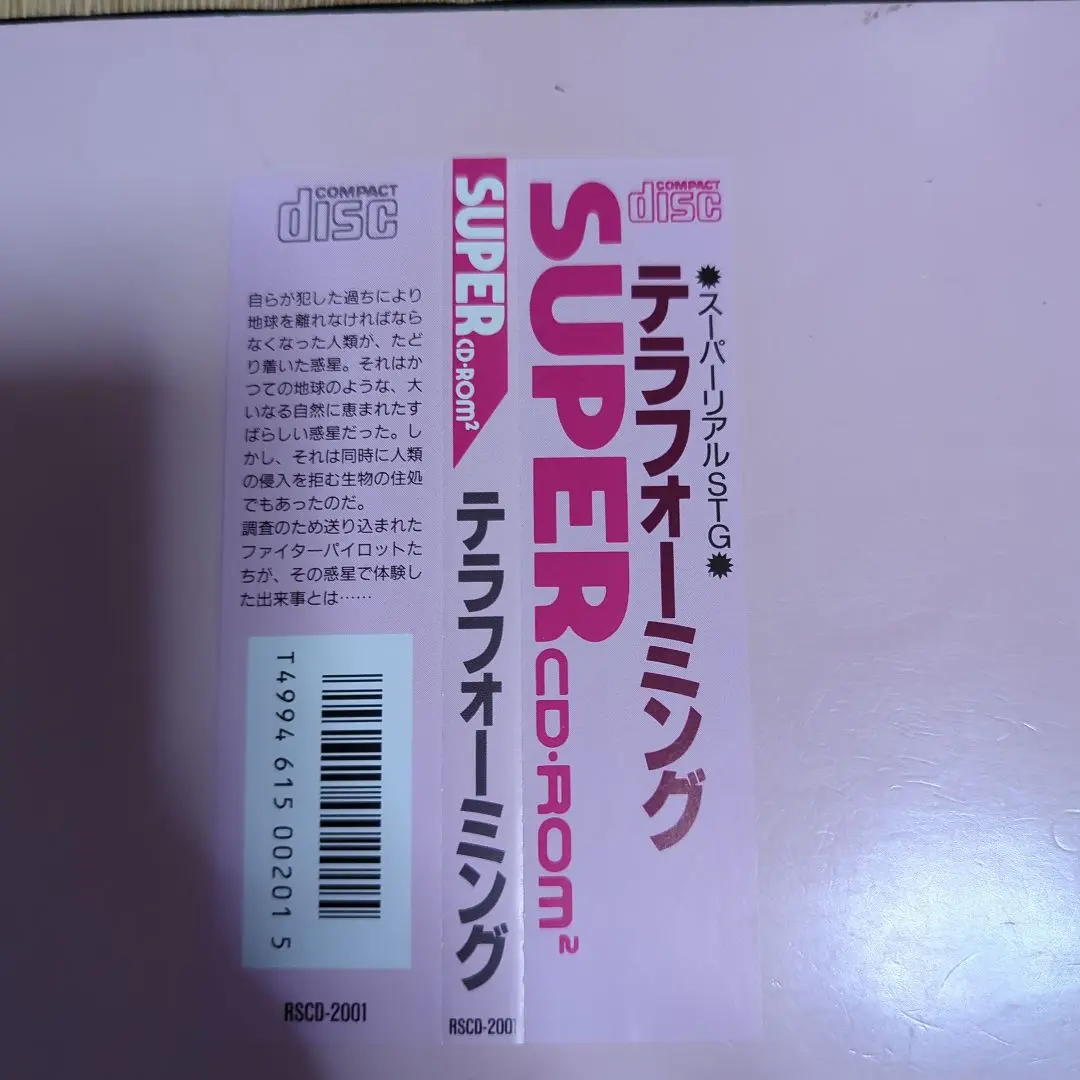 COMPACT
disc
自らが犯した過ちにより
地球を離れなければなら
なくなった人類が、たど
り着いた惑星。それはか
つての地球のような、大
いなる自然に恵まれたす
ばらしい惑星だった。し
かし、それは同時に人類
の侵入を拒む生物の住処
でもあったのだ。
調査のため送り込まれた
ファイターパイロットた
ちが、その惑星で体験し
た出来事とは……
T4994 615 00201 5
RSCD-2001
SUPER CD・ROM²
テラフォーミング
RSCD-2001
COMPACT
disc
SUPER CD・ROM²
テラフォーミング
スーパーリアルSTG